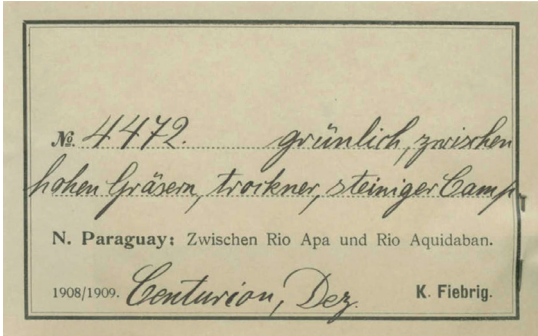 № 4472. grünlich, zwischen
hohen Gräsern, trockner, steiniger Camp
N. Paraguay: Zwischen Rio Apa und Rio Aquidaban.
1908/1909. Centurion, Dez. K. Fiebrig.